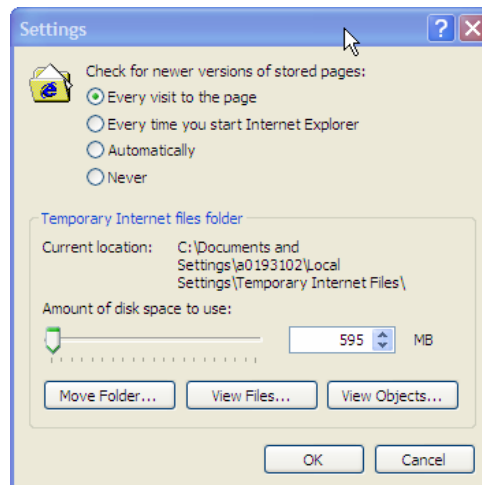 Settings
Check for newer versions of stored pages:
Every visit to the page
Every time you start Internet Explorer
Automatically
Never
Temporary Internet files folder
Current location: C:\Documents and
Settings\a0193102\Local
Settings\Temporary Internet Files\
Amount of disk space to use:
595 MB
Move Folder... View Files... View Objects...
OK Cancel